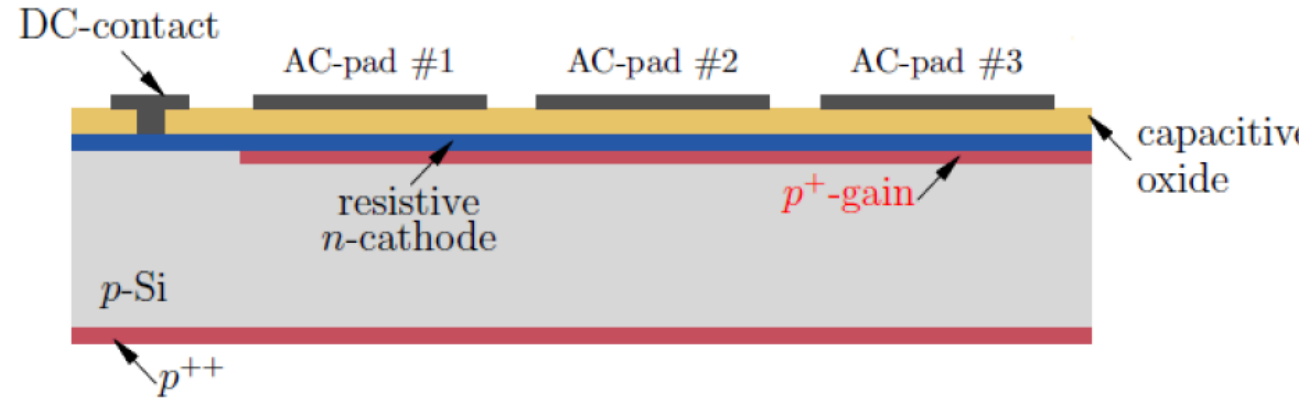 DC-contact
AC-pad #1
AC-pad #2
AC-pad #3
capacitive
oxide
resistive
n-cathode
p⁺-gain
p-Si
p⁺⁺